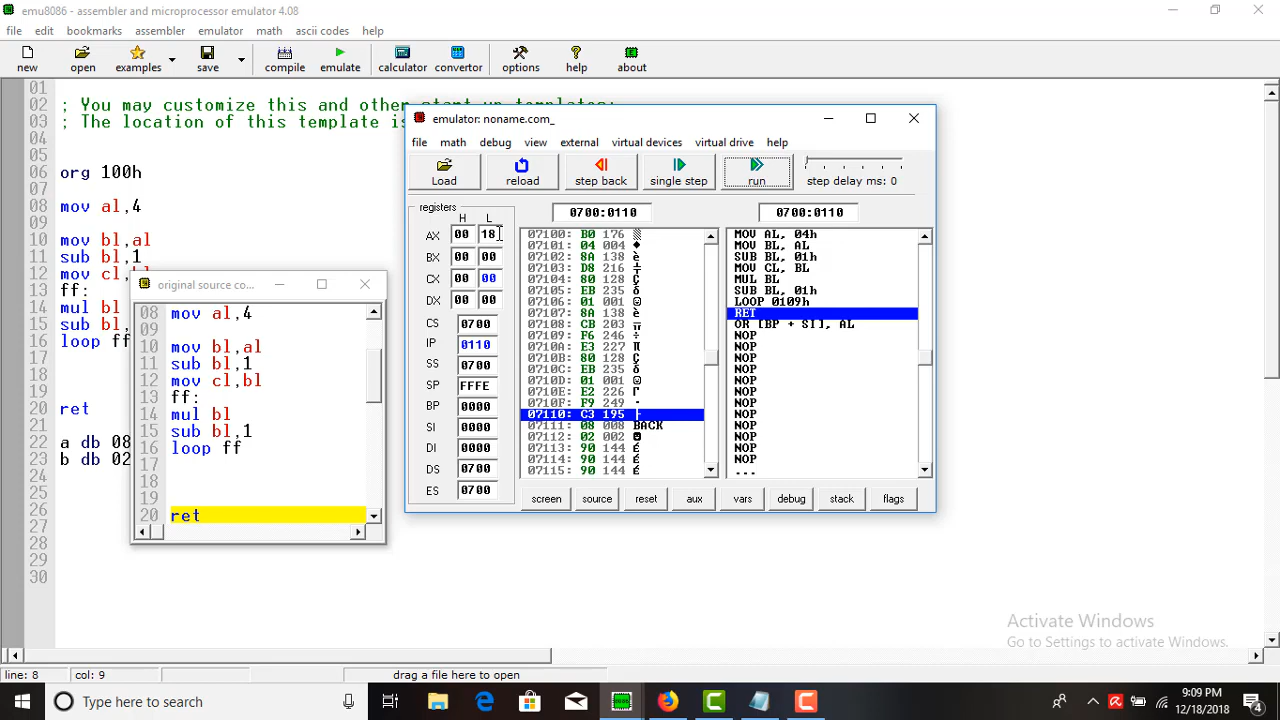 emu8086 - assembler and microprocessor emulator 4.08
file edit bookmarks assembler emulator math ascii codes help
new open examples save compile emulate calculator convertor options help about
01
02 ; You may customize this and other start-up templates;
03 ; The location of this template is
04
05
06 org 100h
07
08 mov al,4
09
10 mov bl,al
11 sub bl,1
12 mov cl,bl
13 ff:
14 mul bl
15 sub bl,
16 loop ff
17
18
19
20 ret
21
22 a db 08
23 b db 02
24
25
26
27
28
29
30
original source co...
08 mov al,4
09
10 mov bl,al
11 sub bl,1
12 mov cl,bl
13 ff:
14 mul bl
15 sub bl,1
16 loop ff
17
18
19
20 ret
emulator: noname.com_
file math debug view external virtual devices virtual drive help
Load reload step back single step run step delay ms: 0
registers
H L
AX 00 18
BX 00 00
CX 00 00
DX 00 00
CS 0700
IP 0110
SS 0700
SP FFFE
BP 0000
SI 0000
DI 0000
DS 0700
ES 0700
0700:0110
07100: B0 176
07101: 04 004 ♦
07102: 8A 138 è
07103: D8 216 ╪
07104: 80 128 Ç
07105: EB 235 δ
07106: 01 001 ☺
07107: 8A 138 è
07108: CB 203 ╦
07109: F6 246 ÷
0710A: E3 227 π
0710B: 80 128 Ç
0710C: EB 235 δ
0710D: 01 001 ☺
0710E: E2 226 Γ
0710F: F9 249 ·
07110: C3 195 ├
07111: 08 008 BACK
07112: 02 002 ☻
07113: 90 144 É
07114: 90 144 É
07115: 90 144 É
0700:0110
MOV AL, 04h
MOV BL, AL
SUB BL, 01h
MOV CL, BL
MUL BL
SUB BL, 01h
LOOP 0109h
RET
OR [BP + SI], AL
NOP
NOP
NOP
NOP
NOP
NOP
NOP
NOP
NOP
NOP
NOP
NOP
...
screen source reset aux vars debug stack flags
Activate Windows
Go to Settings to activate Windows.
line: 8 col: 9 drag a file here to open
Type here to search
9:09 PM
12/18/2018
4